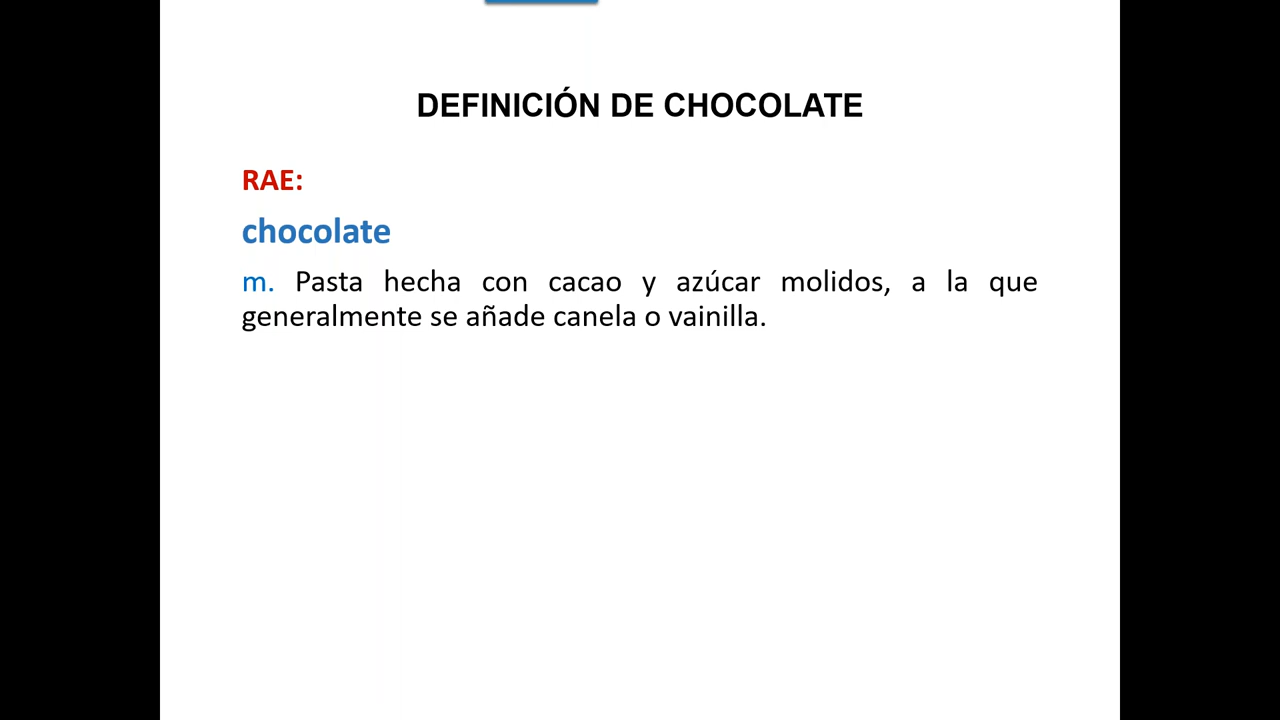 DEFINICIÓN DE CHOCOLATE
RAE:
chocolate
m. Pasta hecha con cacao y azúcar molidos, a la que
generalmente se añade canela o vainilla.